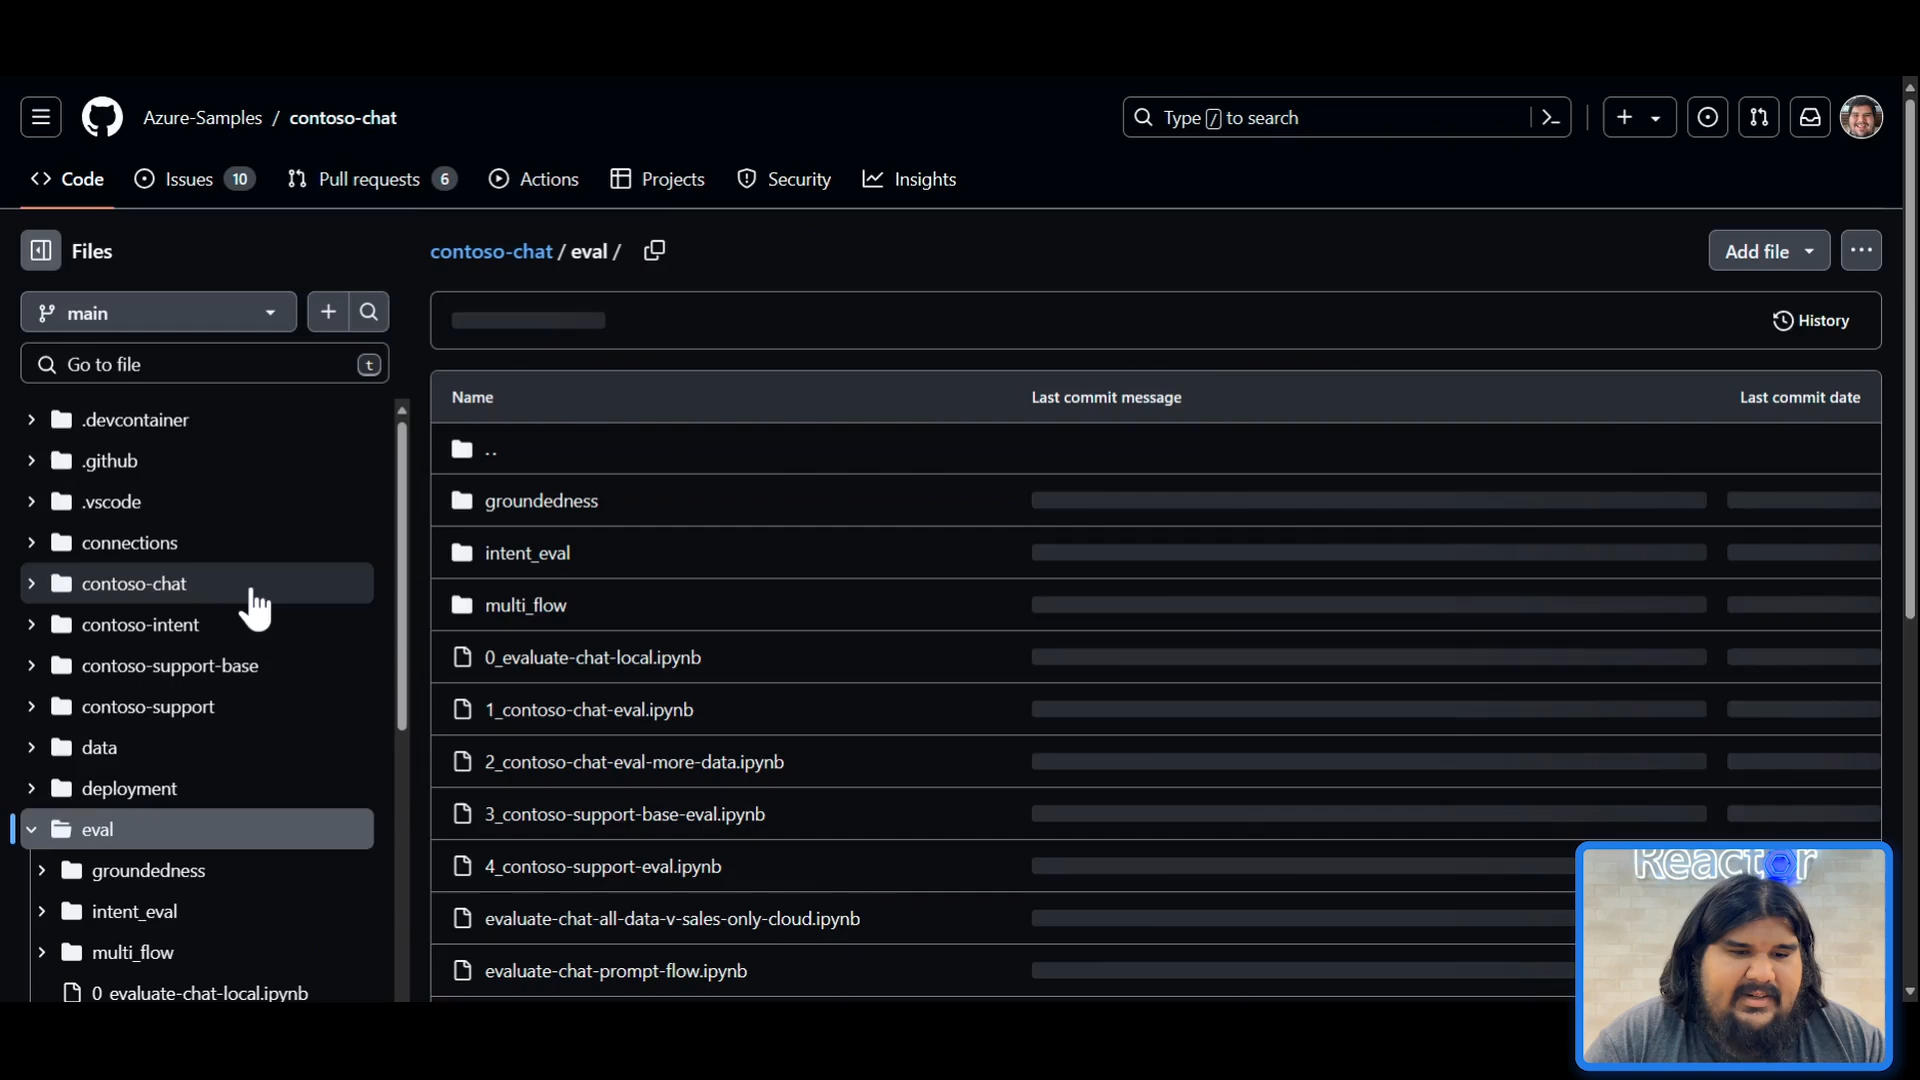 Azure-Samples / contoso-chat
Type / to search
Code
Issues 10
Pull requests 6
Actions
Projects
Security
Insights
Files
main
Go to file
t
.devcontainer
.github
.vscode
connections
contoso-chat
contoso-intent
contoso-support-base
contoso-support
data
deployment
eval
groundedness
intent_eval
multi_flow
0_evaluate-chat-local.ipynb
contoso-chat / eval /
Add file
History
Name Last commit message Last commit date
..
groundedness
intent_eval
multi_flow
0_evaluate-chat-local.ipynb
1_contoso-chat-eval.ipynb
2_contoso-chat-eval-more-data.ipynb
3_contoso-support-base-eval.ipynb
4_contoso-support-eval.ipynb
evaluate-chat-all-data-v-sales-only-cloud.ipynb
evaluate-chat-prompt-flow.ipynb
Reactor